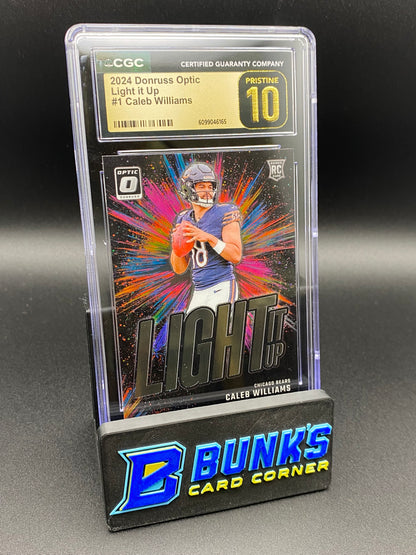 CGC
CERTIFIED GUARANTY COMPANY
2024 Donruss Optic
Light it Up
#1 Caleb Williams
6099046165
PRISTINE
10
OPTIC
RC
18
LIGHT
IT
UP
CHICAGO BEARS
CALEB WILLIAMS
B BUNK'S
CARD CORNER